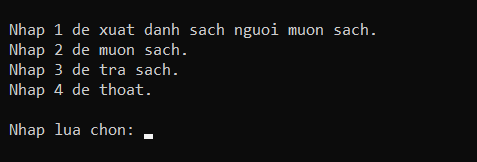 Nhap 1 de xuat danh sach nguoi muon sach.
Nhap 2 de muon sach.
Nhap 3 de tra sach.
Nhap 4 de thoat.
Nhap lua chon: